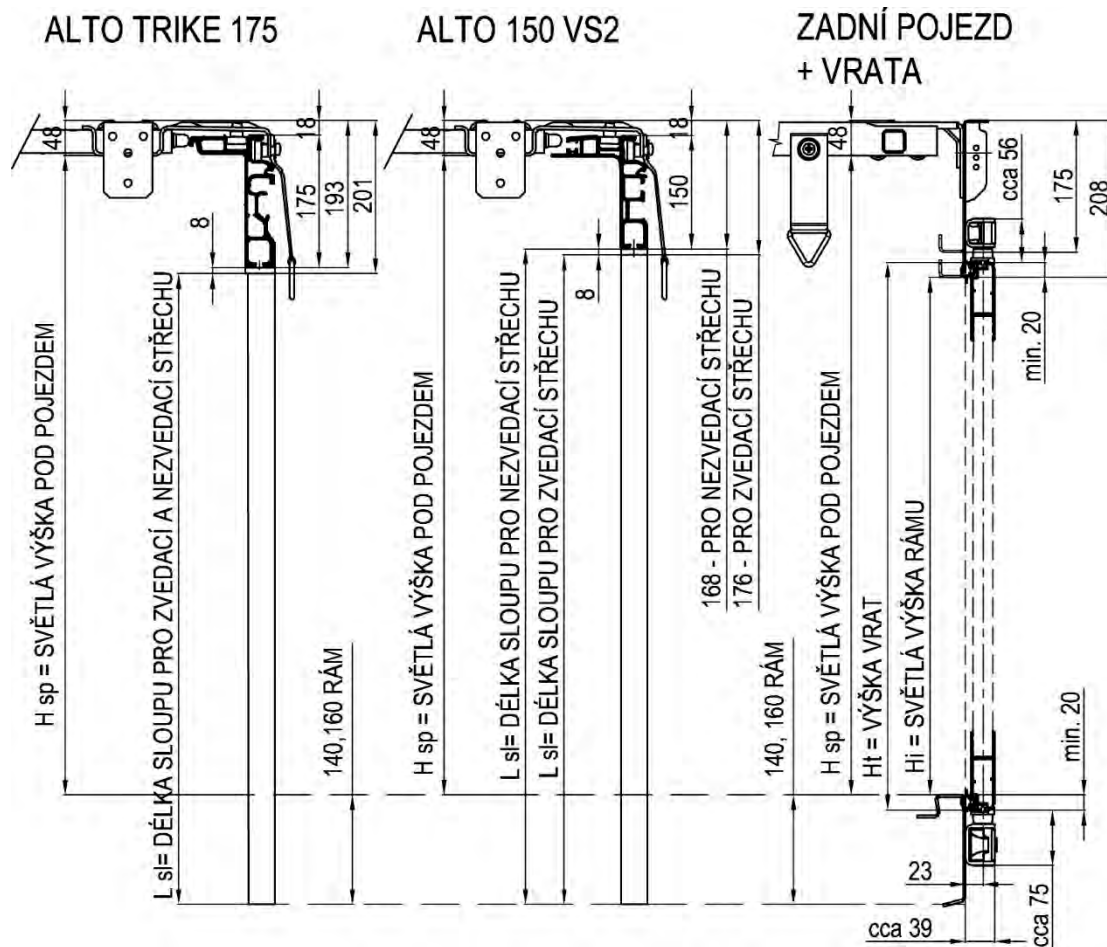 ALTO TRIKE 175
48
18
175
193
201
8
H sp = SVĚTLÁ VÝŠKA POD POJEZDEM
L sl= DÉLKA SLOUPU PRO ZVEDACÍ A NEZVEDACÍ STŘECHU
140,160 RÁM
ALTO 150 VS2
48
18
150
8
H sp = SVĚTLÁ VÝŠKA POD POJEZDEM
L sl= DÉLKA SLOUPU PRO NEZVEDACÍ STŘECHU
L sl= DÉLKA SLOUPU PRO ZVEDACÍ STŘECHU
168 - PRO NEZVEDACÍ STŘECHU
176 - PRO ZVEDACÍ STŘECHU
140, 160 RÁM
ZADNÍ POJEZD
+ VRATA
48
cca 56
175
208
min. 20
H sp = SVĚTLÁ VÝŠKA POD POJEZDEM
Ht = VÝŠKA VRAT
Hi = SVĚTLÁ VÝŠKA RÁMU
min. 20
23
cca 39
cca 75